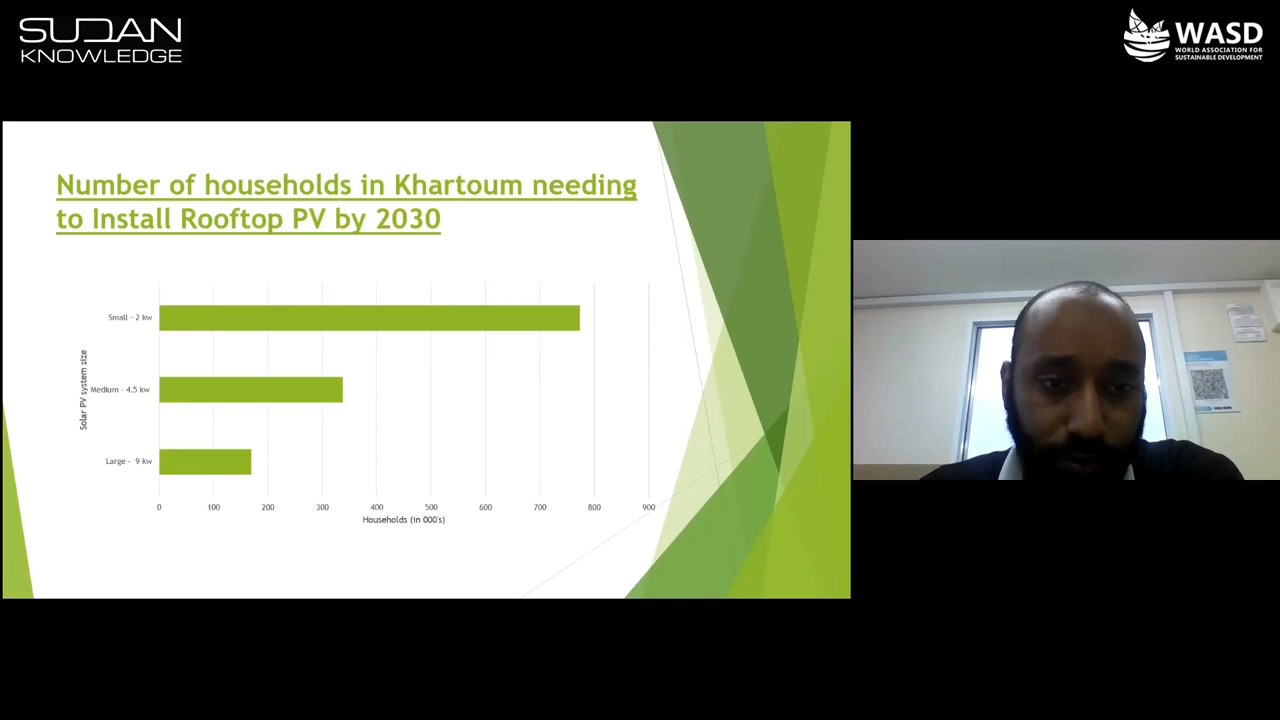 SUDAN
KNOWLEDGE
WASD
WORLD ASSOCIATION FOR
SUSTAINABLE DEVELOPMENT
Number of households in Khartoum needing
to Install Rooftop PV by 2030
Solar PV system size
Small - 2 kw
Medium - 4.5 kw
Large - 9 kw
0 100 200 300 400 500 600 700 800 900
Households (in 000's)